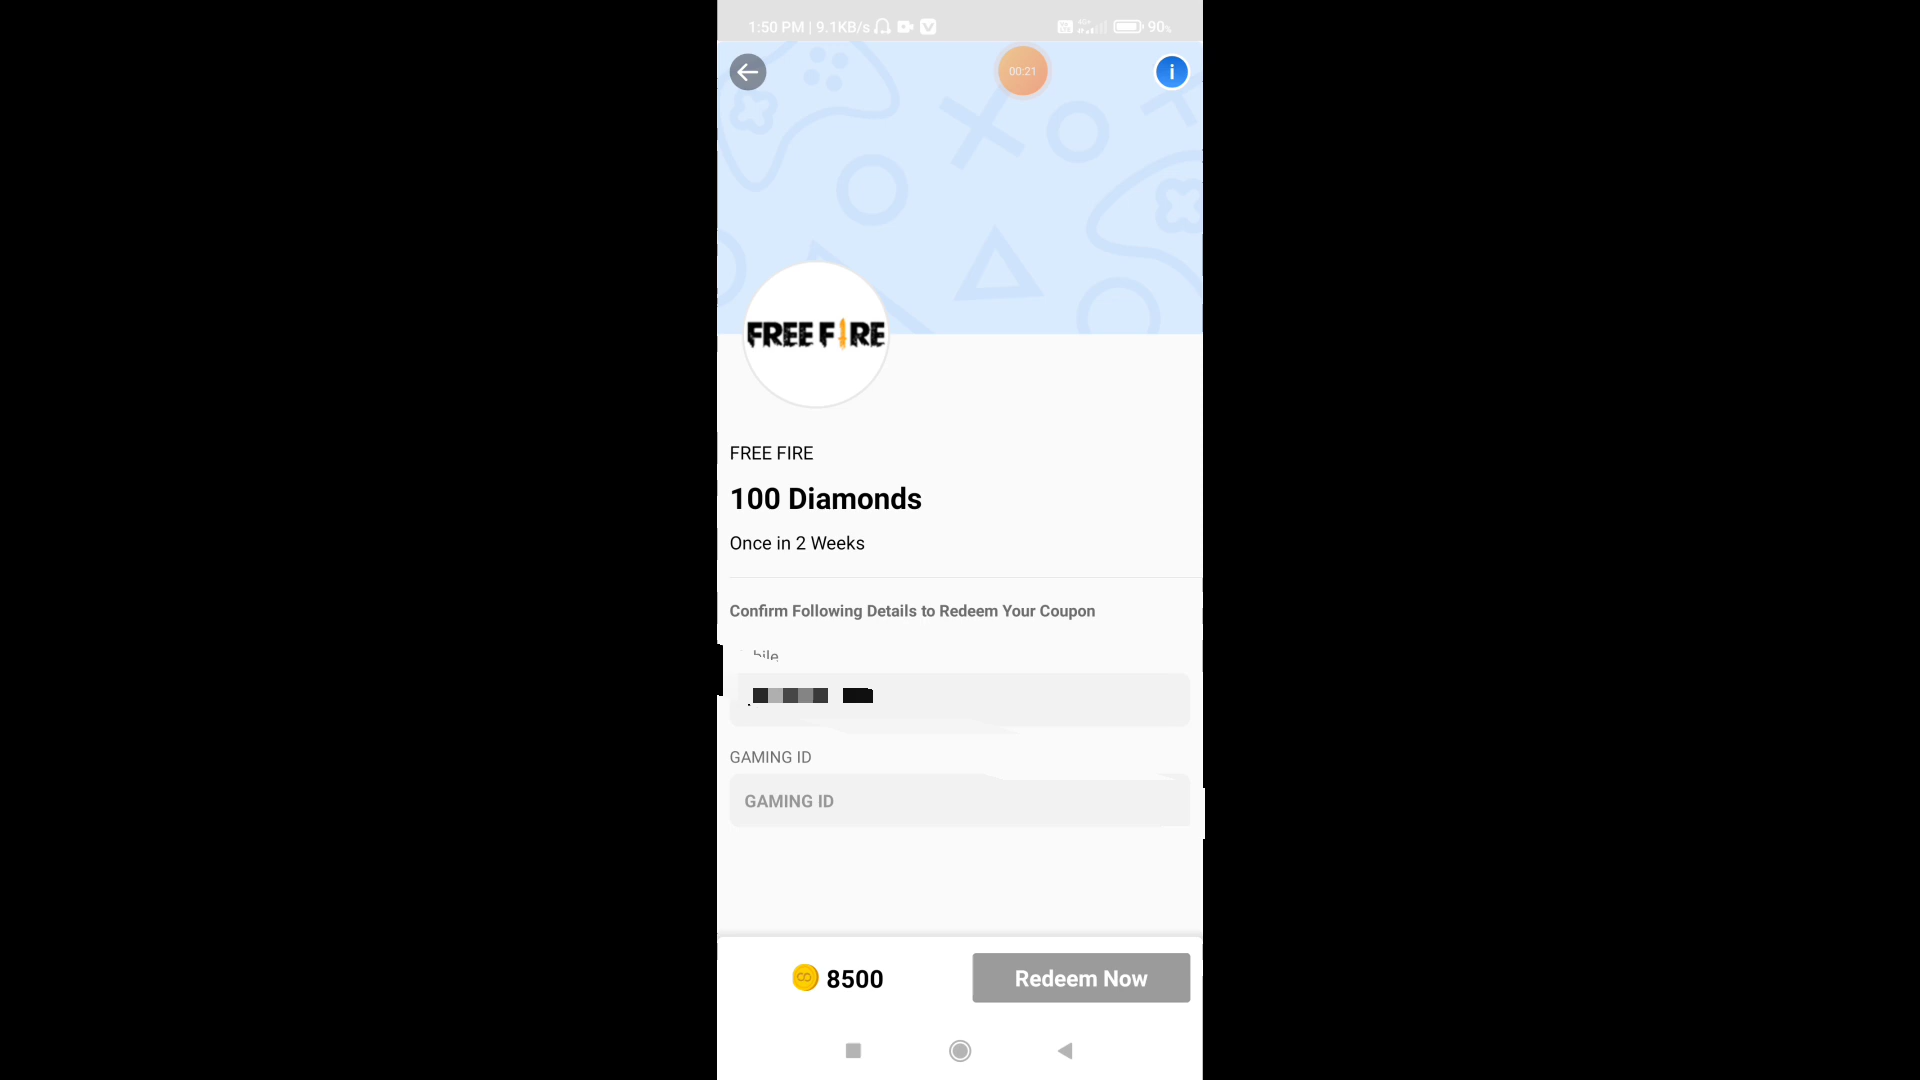 1:50 PM | 9.1KB/s
90%
00:21
i
FREE FIRE
FREE FIRE
100 Diamonds
Once in 2 Weeks
Confirm Following Details to Redeem Your Coupon
GAMING ID
GAMING ID
8500
Redeem Now